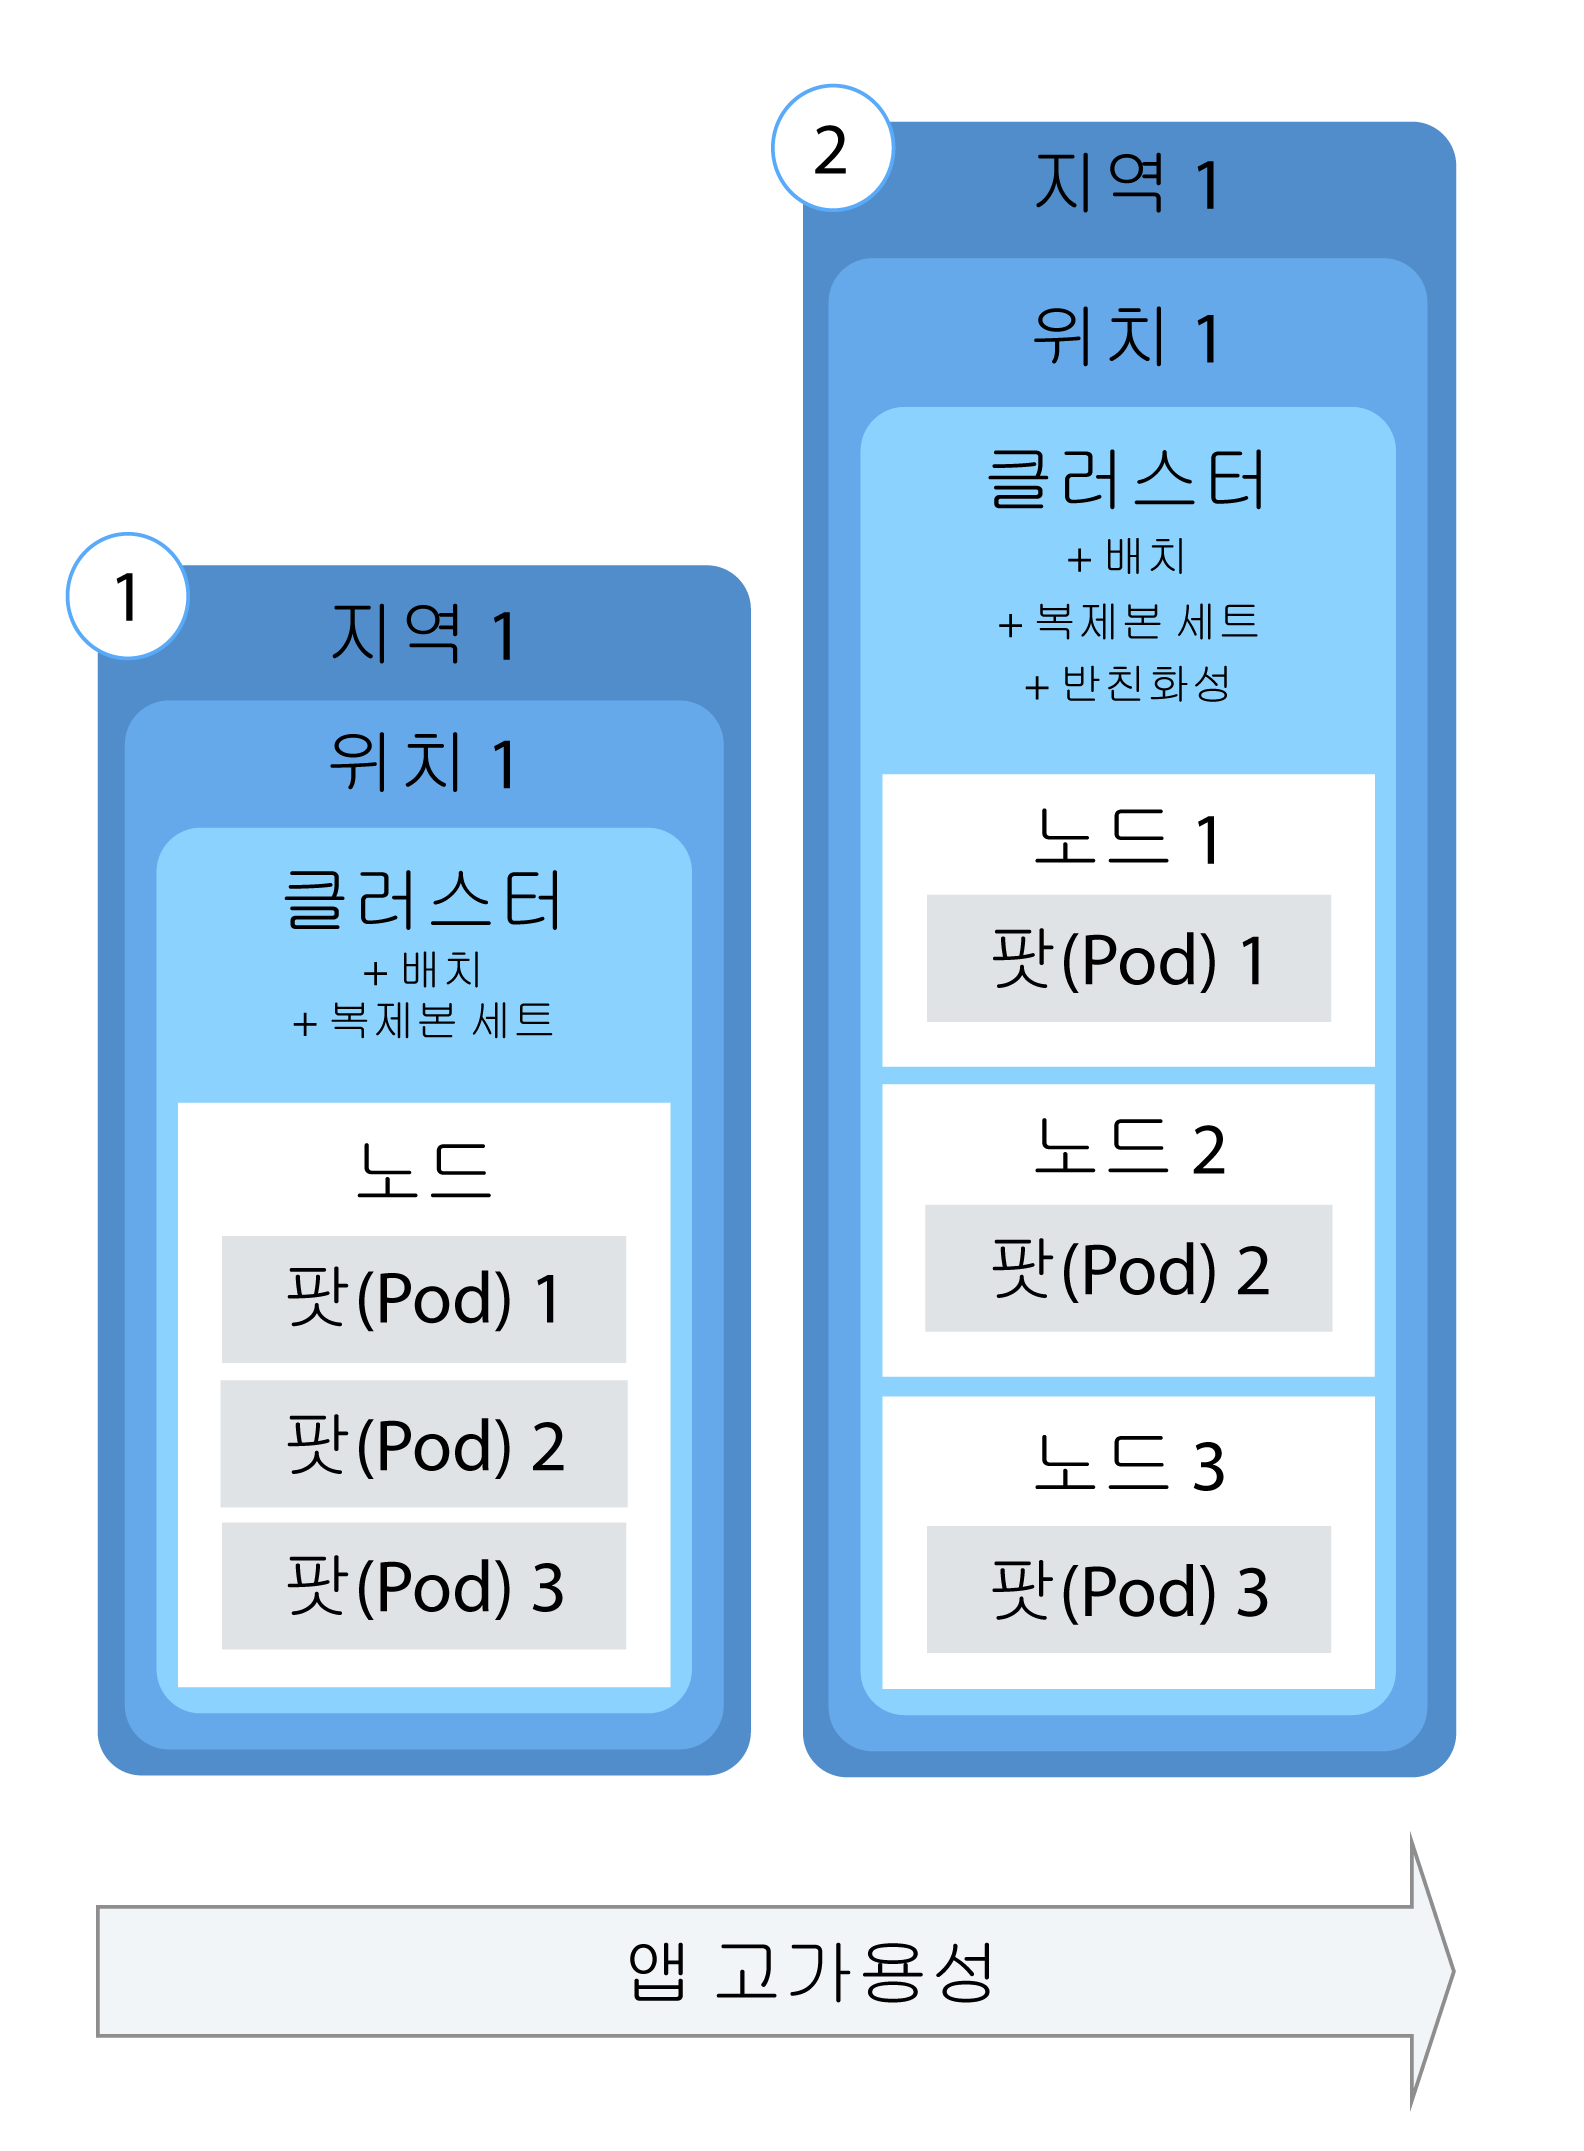 1
지역 1
위치 1
클러스터
+ 배치
+ 복제본 세트
노드
팟(Pod) 1
팟(Pod) 2
팟(Pod) 3
2
지역 1
위치 1
클러스터
+ 배치
+ 복제본 세트
+ 반친화성
노드 1
팟(Pod) 1
노드 2
팟(Pod) 2
노드 3
팟(Pod) 3
앱 고가용성